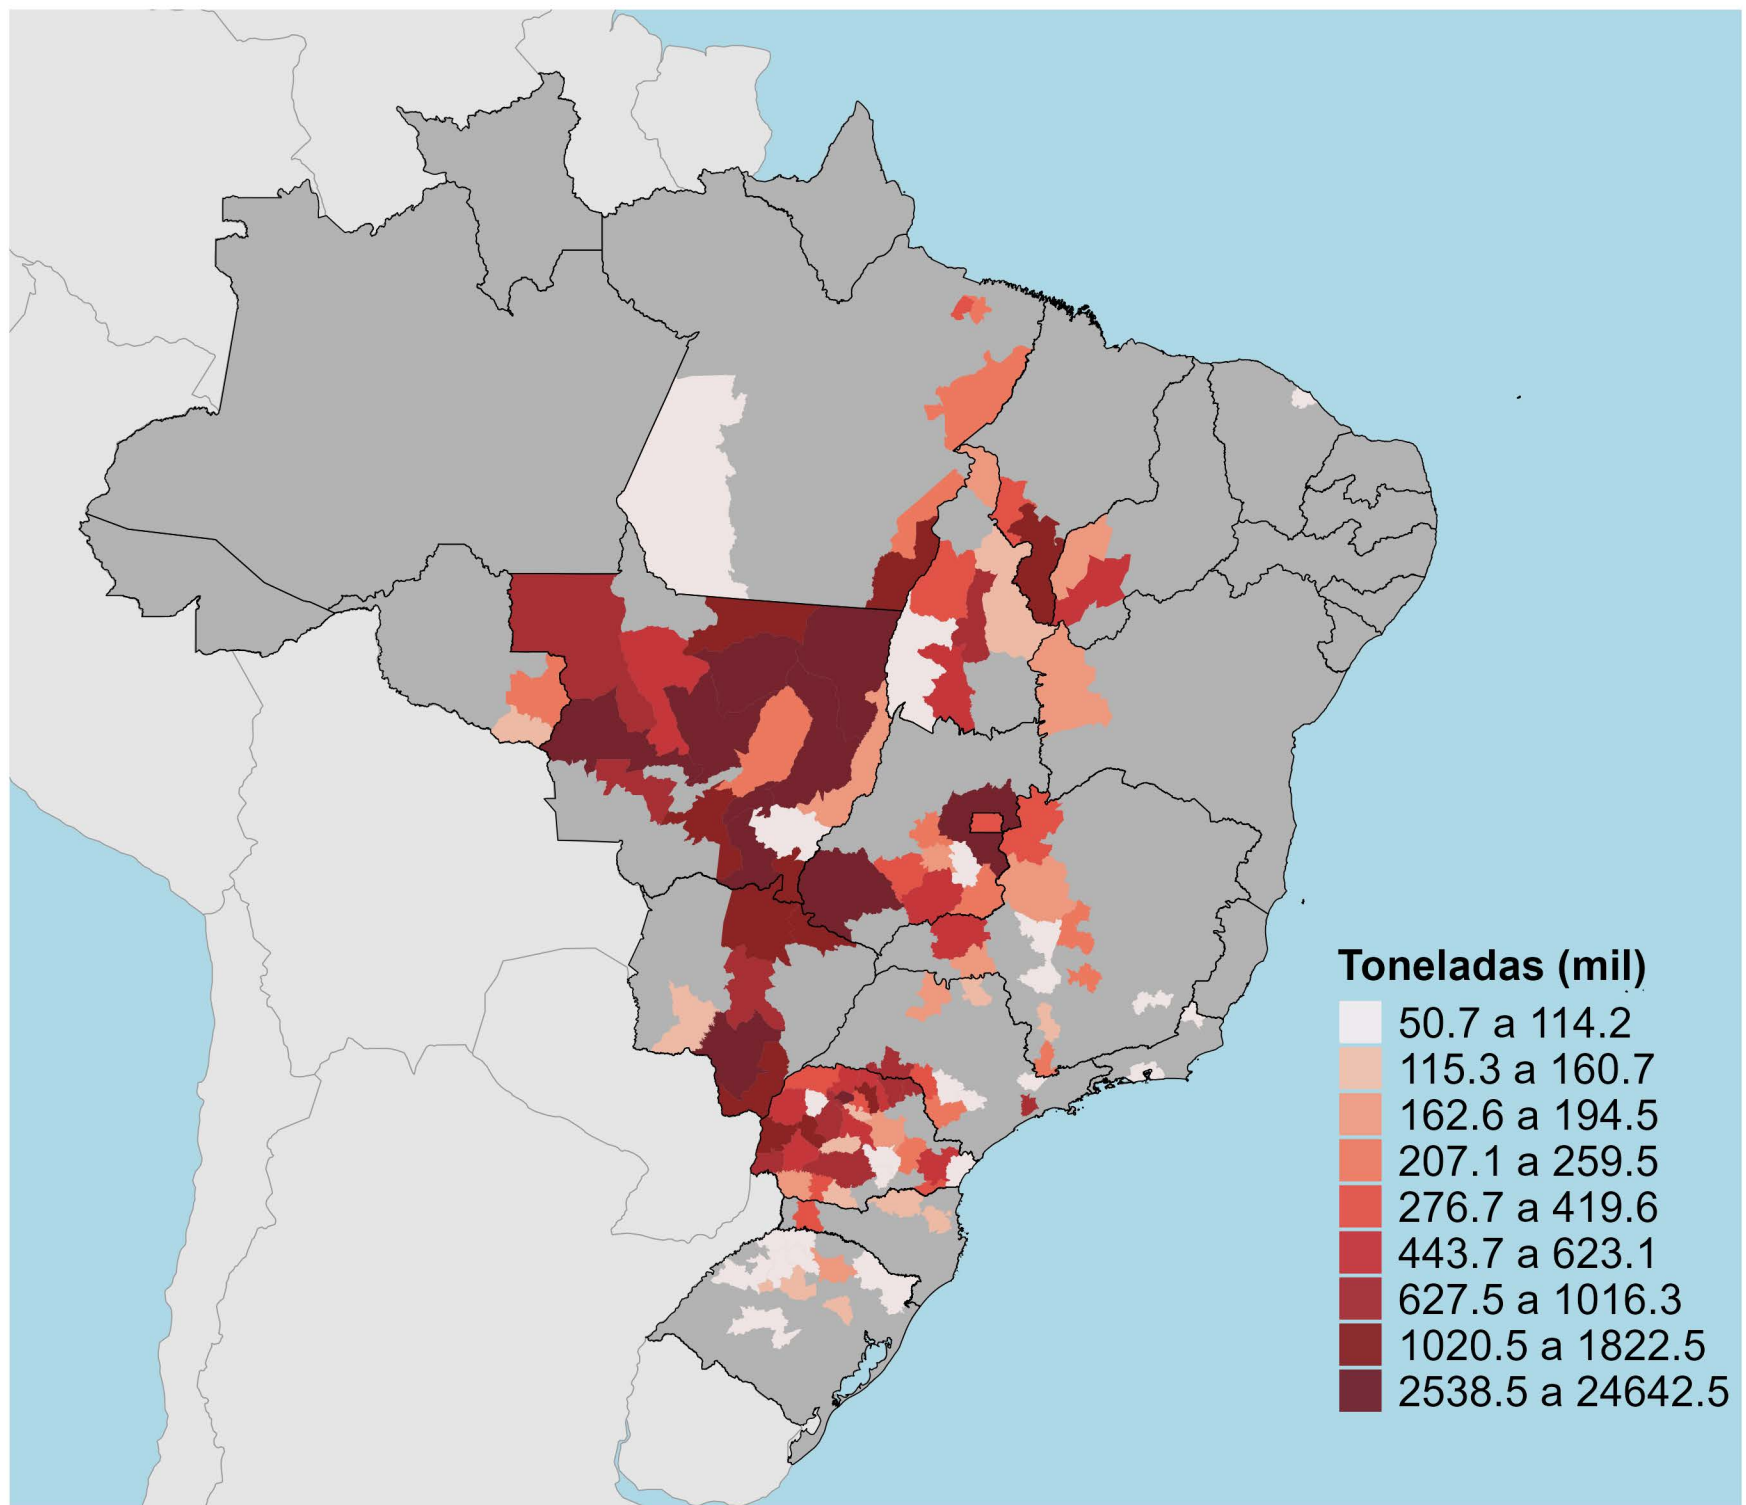 Toneladas (mil)
50.7 a 114.2
115.3 a 160.7
162.6 a 194.5
207.1 a 259.5
276.7 a 419.6
443.7 a 623.1
627.5 a 1016.3
1020.5 a 1822.5
2538.5 a 24642.5